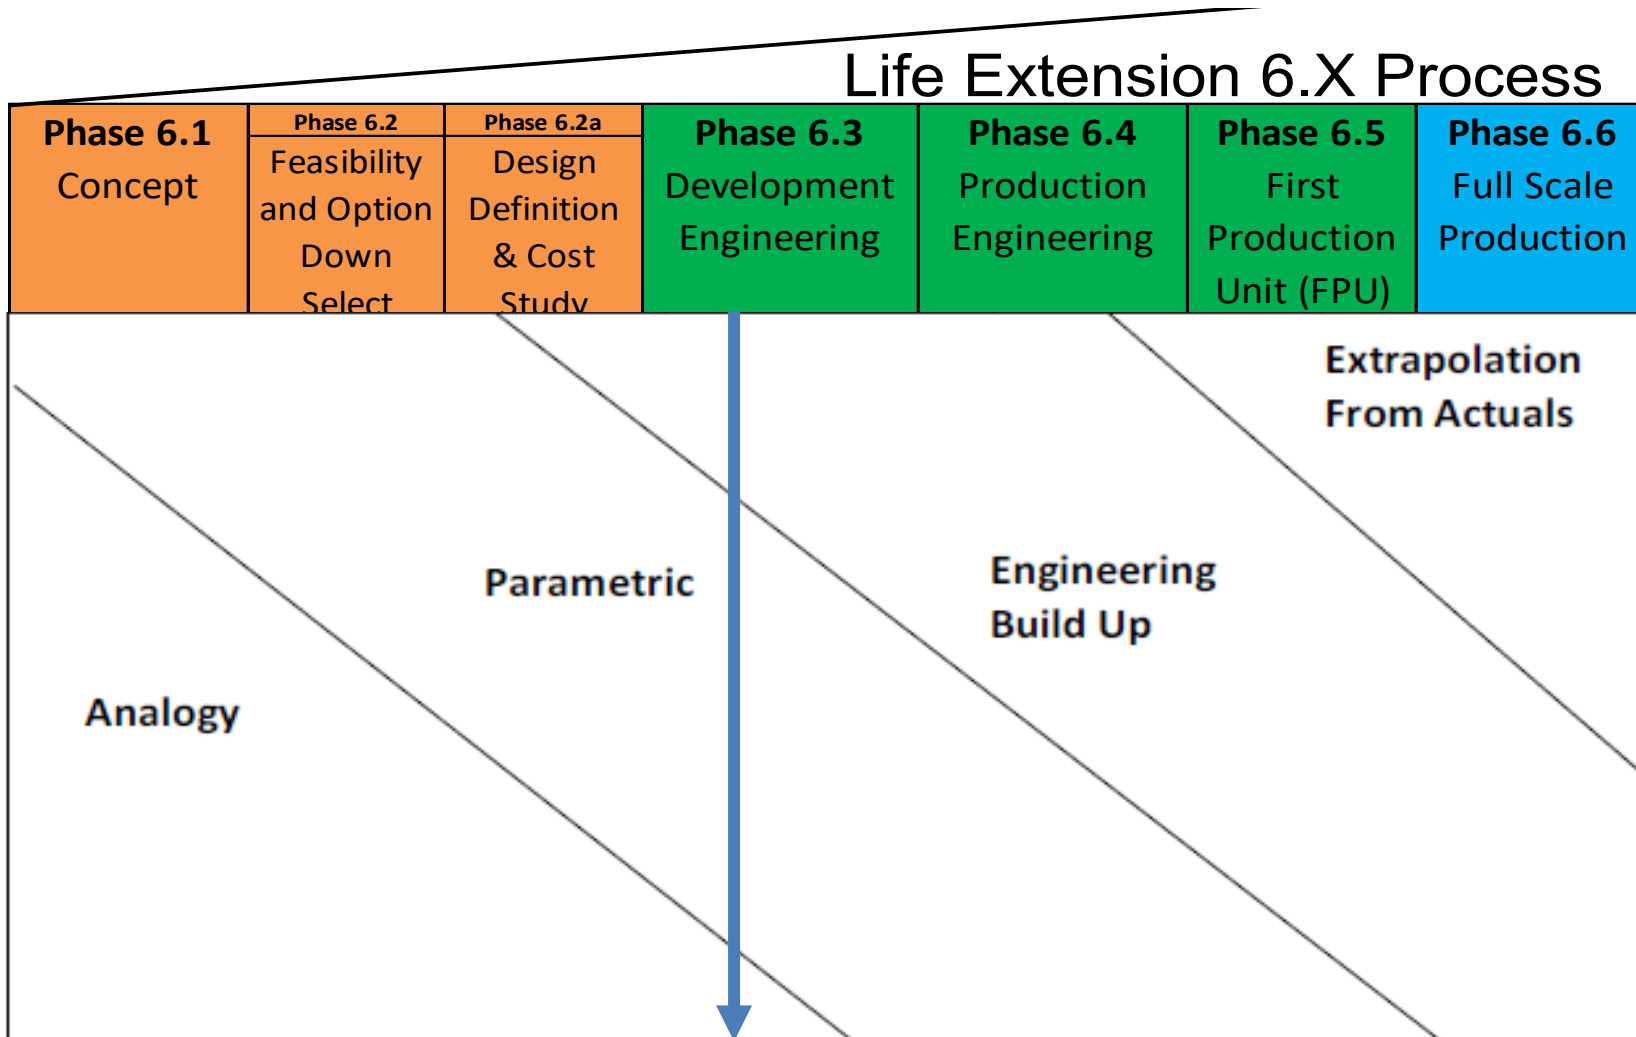 Life Extension 6.X Process
Phase 6.1
Concept
Phase 6.2
Feasibility
and Option
Down
Select
Phase 6.2a
Design
Definition
& Cost
Study
Phase 6.3
Development
Engineering
Phase 6.4
Production
Engineering
Phase 6.5
First
Production
Unit (FPU)
Phase 6.6
Full Scale
Production
Extrapolation
From Actuals
Parametric
Engineering
Build Up
Analogy